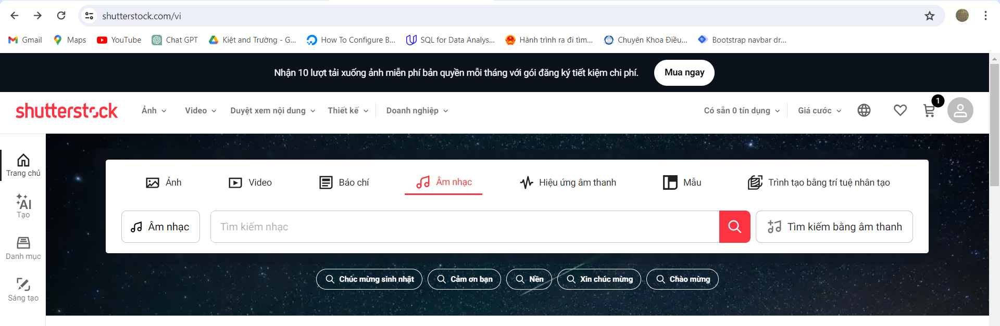 shutterstock.com/vi
Gmail Maps YouTube Chat GPT Kiệt and Trường - G... How To Configure B... SQL for Data Analys... Hành trình ra đi tìm... Chuyên Khoa Điều... Bootstrap navbar dr...
Nhận 10 lượt tải xuống ảnh miễn phí bản quyền mỗi tháng với gói đăng ký tiết kiệm chi phí. Mua ngay
shutterstock Ảnh Video Duyệt xem nội dung Thiết kế Doanh nghiệp Có sẵn 0 tín dụng Giá cước 1
Trang chủ
AI
Tạo
Danh mục
Sáng tạo
Ảnh Video Báo chí Âm nhạc Hiệu ứng âm thanh Mẫu Trình tạo bằng trí tuệ nhân tạo
Âm nhạc Tìm kiếm nhạc Tìm kiếm bằng âm thanh
Chúc mừng sinh nhật Cảm ơn bạn Nền Xin chúc mừng Chào mừng